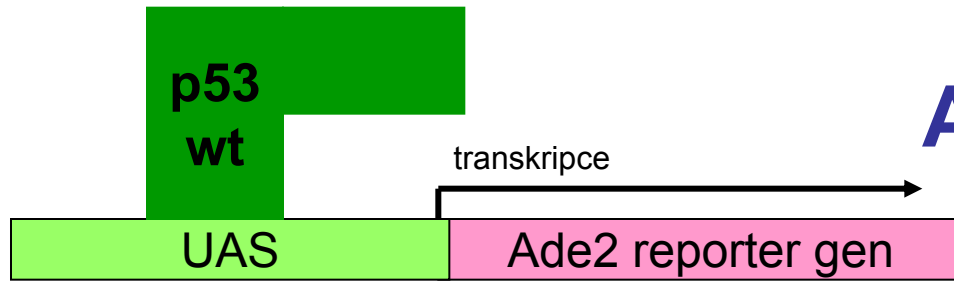 p53
wt
A
transkripce
UAS
Ade2 reporter gen